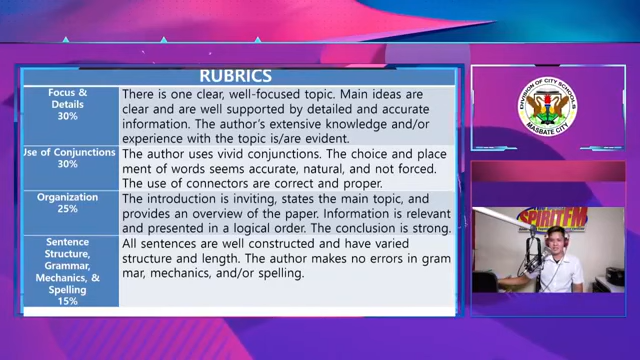 RUBRICS
Focus &
Details
30%
There is one clear, well-focused topic. Main ideas are
clear and are well supported by detailed and accurate
information. The author's extensive knowledge and/or
experience with the topic is/are evident.
Use of Conjunctions
30%
The author uses vivid conjunctions. The choice and place
ment of words seems accurate, natural, and not forced.
The use of connectors are correct and proper.
Organization
25%
The introduction is inviting, states the main topic, and
provides an overview of the paper. Information is relevant
and presented in a logical order. The conclusion is strong.
Sentence
Structure,
Grammar,
Mechanics, &
Spelling
15%
All sentences are well constructed and have varied
structure and length. The author makes no errors in gram
mar, mechanics, and/or spelling.
DIVISION OF CITY SCHOOLS
MASBATE CITY
SPIRITFM